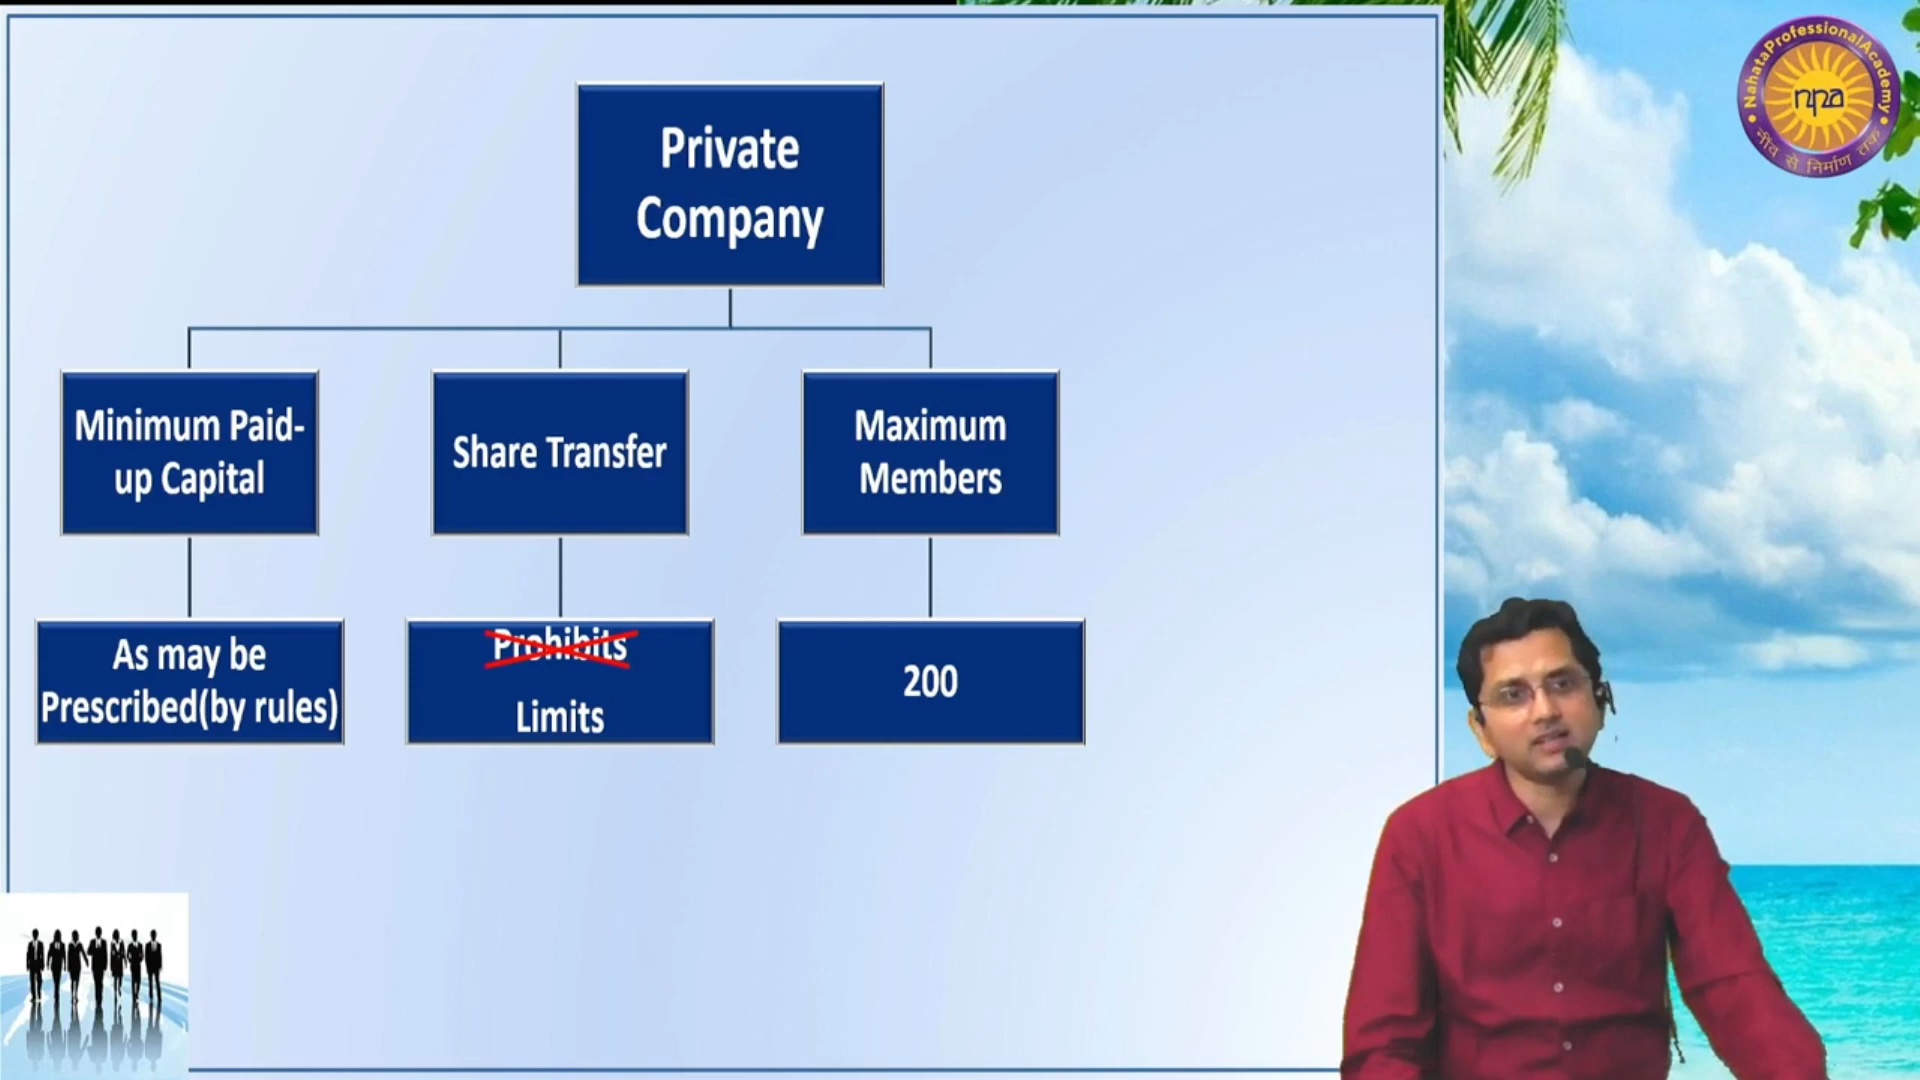 Private
Company
Minimum Paid-
up Capital
Share Transfer
Maximum
Members
As may be
Prescribed(by rules)
Prohibits
Limits
200
NahataProfessionalAcademy
npa
नींव से निर्माण तक